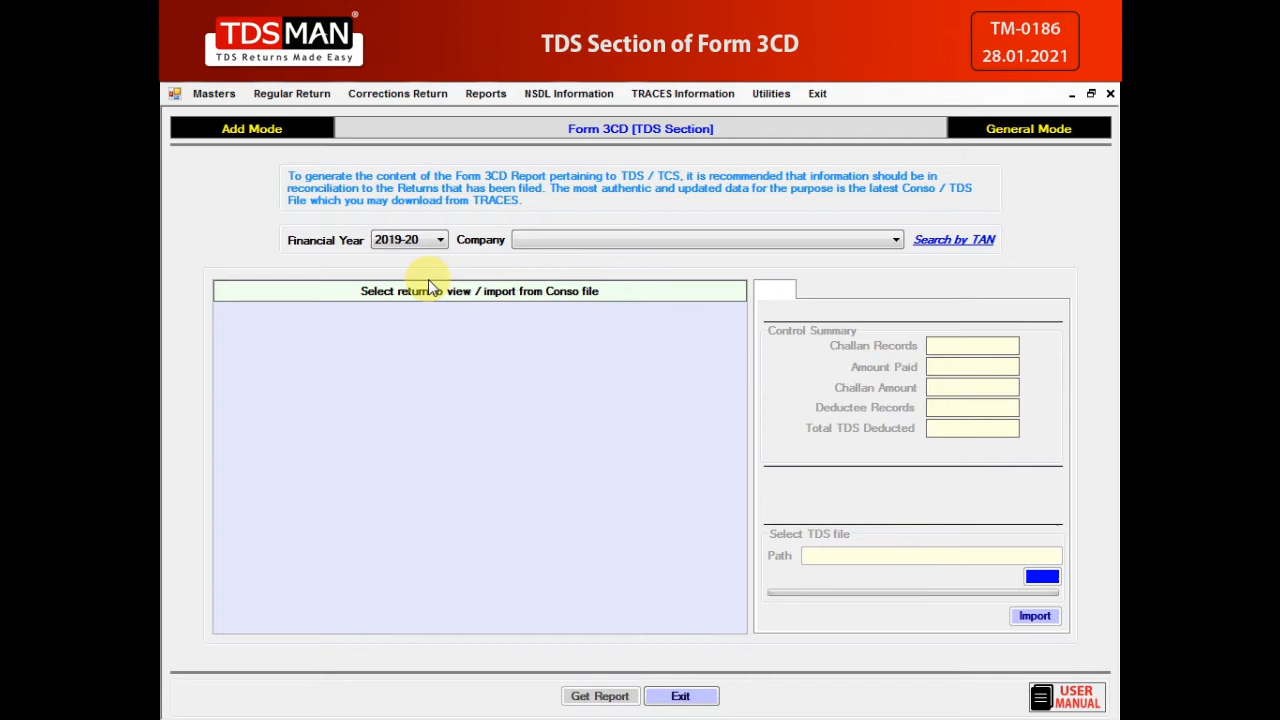 TDSMAN®
TDS Returns Made Easy
TDS Section of Form 3CD
TM-0186
28.01.2021
Masters Regular Return Corrections Return Reports NSDL Information TRACES Information Utilities Exit
Add Mode Form 3CD [TDS Section] General Mode
To generate the content of the Form 3CD Report pertaining to TDS / TCS, it is recommended that information should be in
reconciliation to the Returns that has been filed. The most authentic and updated data for the purpose is the latest Conso / TDS
File which you may download from TRACES.
Financial Year 2019-20 Company Search by TAN
Select return to view / import from Conso file
Control Summary
Challan Records
Amount Paid
Challan Amount
Deductee Records
Total TDS Deducted
Select TDS file
Path
Import
Get Report Exit
USER
MANUAL